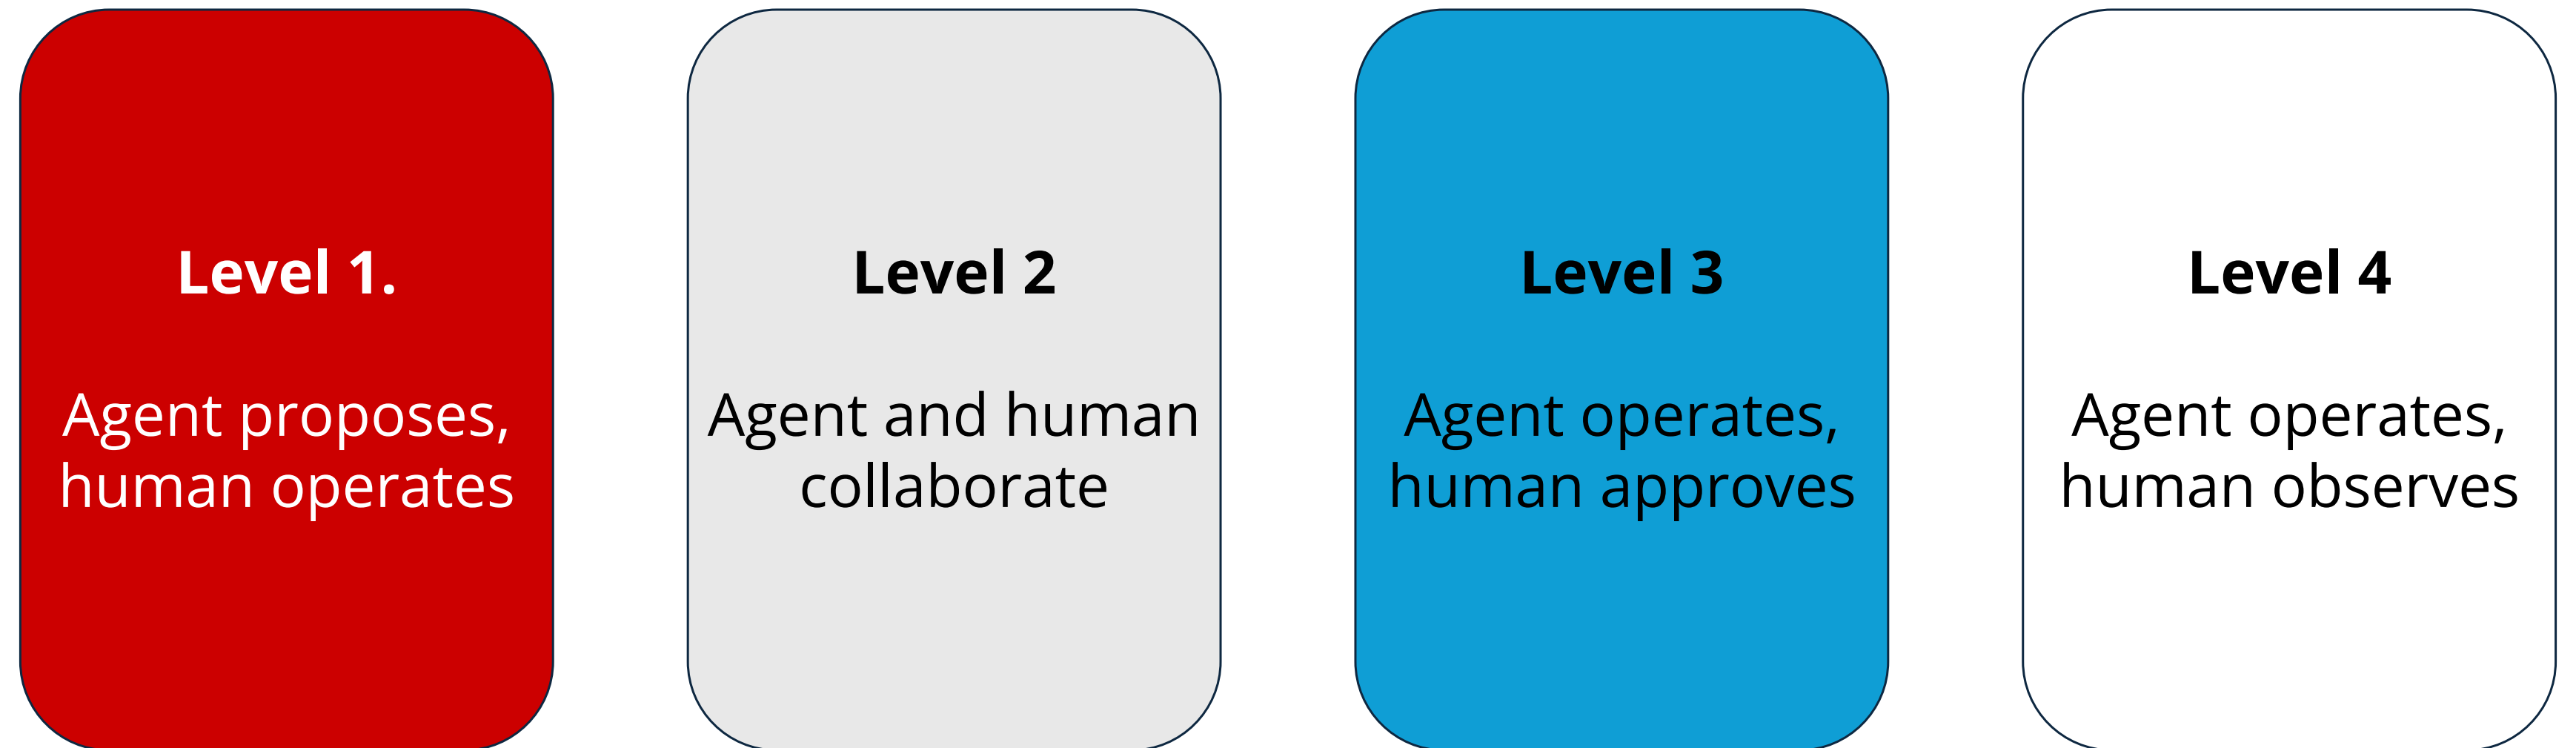 Level 1.
Agent proposes,
human operates
Level 2
Agent and human
collaborate
Level 3
Agent operates,
human approves
Level 4
Agent operates,
human observes